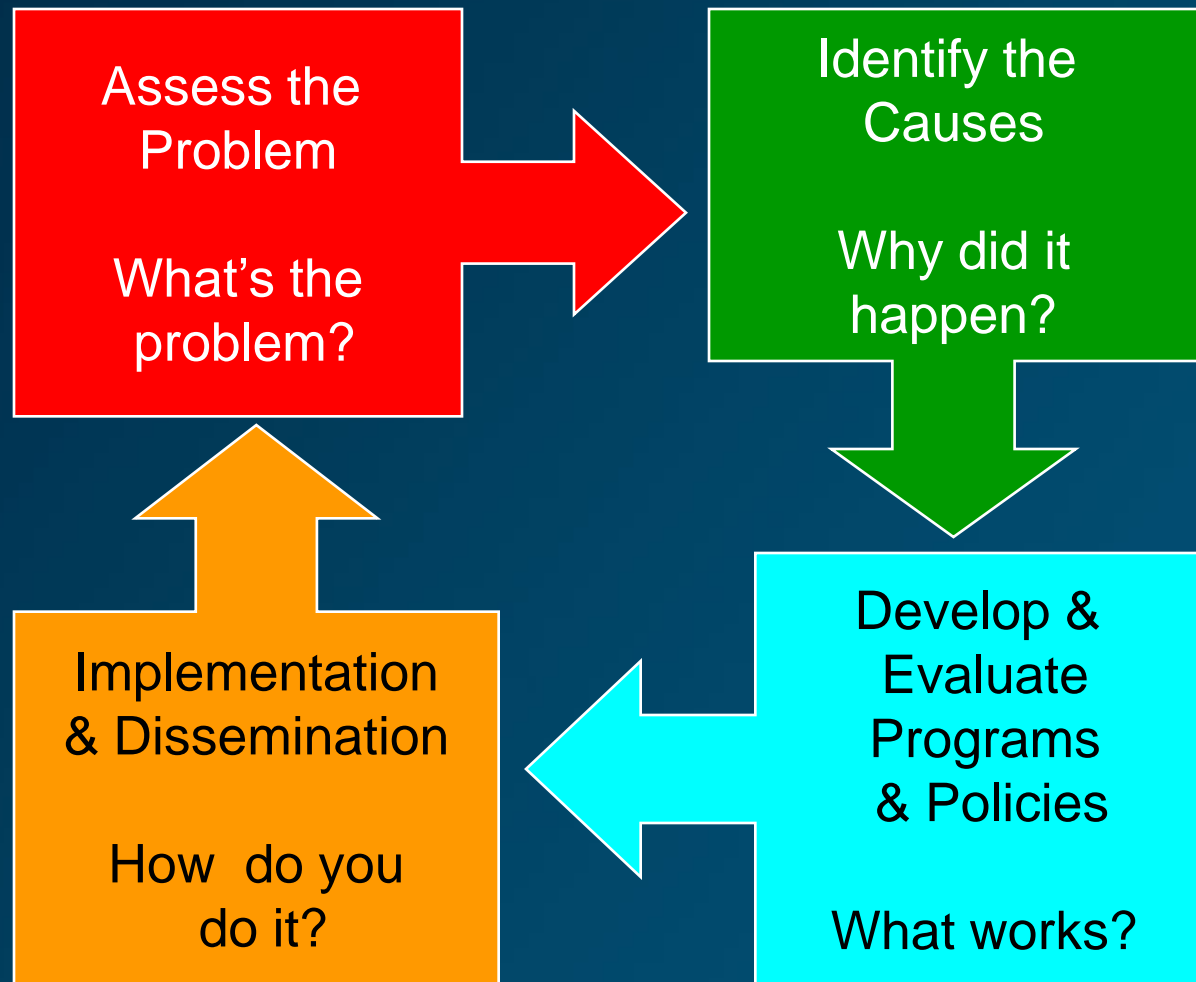 Assess the
Problem
What's the
problem?
Identify the
Causes
Why did it
happen?
Develop &
Evaluate
Programs
& Policies
What works?
Implementation
& Dissemination
How  do you
do it?